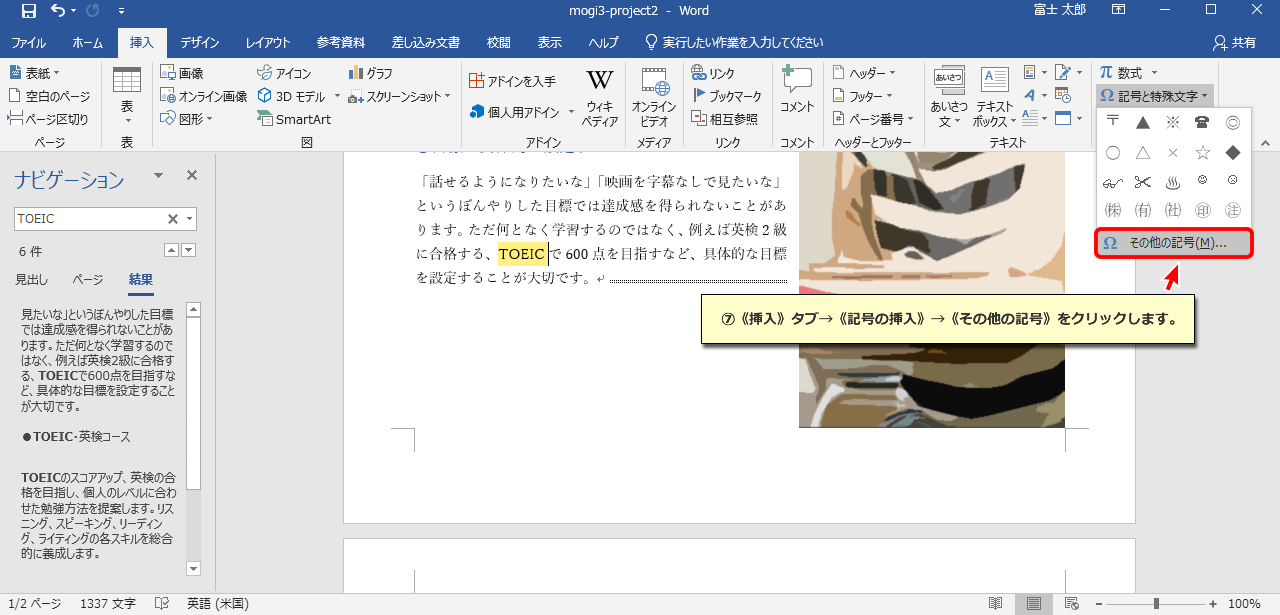 mogi3-project2 - Word
富士 太郎
ファイル ホーム 挿入 デザイン レイアウト 参考資料 差し込み文書 校閲 表示 ヘルプ 実行したい作業を入力してください 共有
表紙
空白のページ
ページ区切り
ページ
表
表
画像
オンライン画像
図形
アイコン
3D モデル
SmartArt
グラフ
スクリーンショット
図
アドインを入手
個人用アドイン
ウィキ
ペディア
アドイン
オンライン
ビデオ
メディア
リンク
ブックマーク
相互参照
リンク
コメント
コメント
ヘッダー
フッター
ページ番号
ヘッダーとフッター
あいさつ
あいさつ
文
A
テキスト
ボックス
テキスト
π 数式
Ω 記号と特殊文字
〒 ▲ ※ ☎ ◎
○ △ × ☆ ◆
㈱ ㈲ ㈳ ㊞ ㊟
Ω その他の記号(M)...
ナビゲーション
TOEIC
6 件
見出し ページ 結果
見たいな」というぼんやりした目標
では達成感を得られないことがあ
ります。ただ何となく学習するので
はなく、例えば英検2級に合格す
る、TOEICで600点を目指すな
ど、具体的な目標を設定すること
が大切です。
●TOEIC・英検コース
TOEICのスコアアップ、英検の合
格を目指し、個人のレベルに合わ
せた勉強方法を提案します。リス
ニング、スピーキング、リーディン
グ、ライティングの各スキルを総合
的に義成します。
「話せるようになりたいな」「映画を字幕なしで見たいな」
というぼんやりした目標では達成感を得られないことがあ
ります。ただ何となく学習するのではなく、例えば英検２級
に合格する、TOEIC で 600 点を目指すなど、具体的な目標
を設定することが大切です。
⑦《挿入》タブ→《記号の挿入》→《その他の記号》をクリックします。
1/2 ページ 1337 文字 英語 (米国)
100%